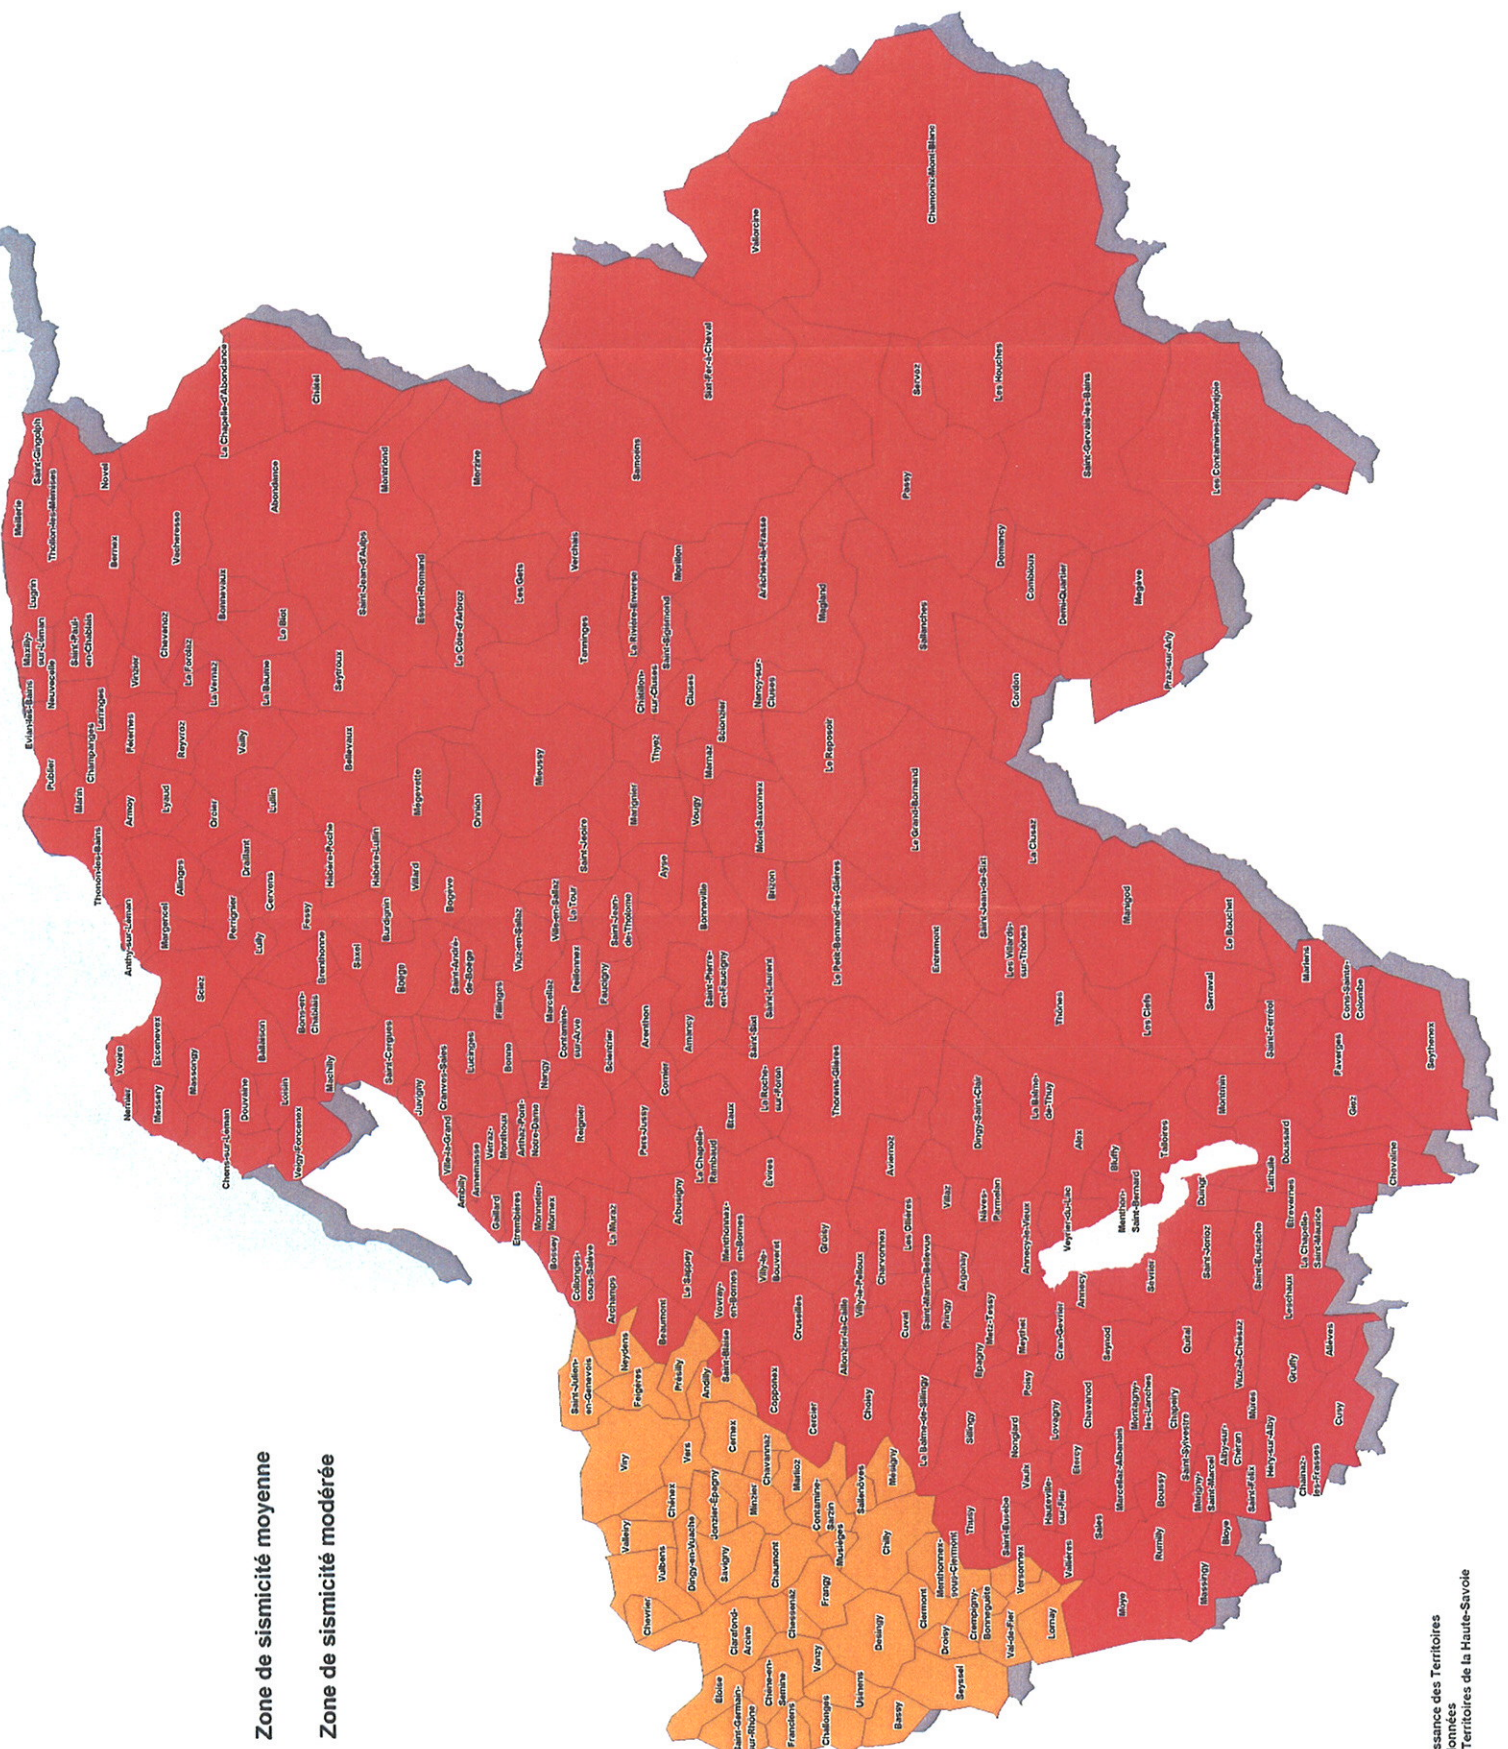 Zone de sismicité moyenne
Zone de sismicité modérée
Meillerie
Saint-Gingolph
Thollon-les-Mémises
Novel
Lugrin
Maxilly-
sur-Léman
Neuvecelle
Evian-les-Bains
Publier
Saint-Paul-
en-Chablais
Bernex
Vacheresse
La Chapelle-d'Abondance
Châtel
Abondance
Larringes
Champanges
Marin
Vinzier
Chevenoz
Féternes
La Forclaz
La Vernaz
Bonnevaux
Le Biot
La Baume
Reyvroz
Armoy
Lyaud
Vailly
Orcier
Lullin
Seytroux
Saint-Jean-d'Aulps
Montriond
Morzine
Essert-Romand
La Côte-d'Arbroz
Les Gets
Bellevaux
Thonon-les-Bains
Anthy-sur-Léman
Margencel
Allinges
Perrignier
Draillant
Cervens
Habère-Poche
Habère-Lullin
Megevette
Onnion
Villard
Bogève
Burdignin
Fessy
Lully
Brenthonne
Saxel
Boëge
Saint-André-
de-Boëge
Sciez
Excenevex
Yvoire
Nernier
Messery
Massongy
Ballaison
Bons-en-
Chablais
Douvaine
Loisin
Machilly
Chens-sur-Léman
Veigy-Foncenex
Saint-Cergues
Juvigny
Cranves-Sales
Lucinges
Fillinges
Bonne
Ville-la-Grand
Ambilly
Annemasse
Vétraz-
Monthoux
Arthaz-Pont-
Notre-Dame
Nangy
Gaillard
Etrembières
Monnetier-
Mornex
Bossey
Collonges-
sous-Salève
Archamps
La Muraz
Reignier
Viuz-en-Sallaz
Ville-en-Sallaz
La Tour
Saint-Jeoire
Mieussy
Peillonnex
Marcellaz
Contamine-
sur-Arve
Faucigny
Saint-Jean-
de-Tholome
Scientrier
Arenthon
Pers-Jussy
Cornier
Amancy
Saint-Pierre-
en-Faucigny
Bonneville
Ayse
Marignier
Thyez
Vougy
Marnaz
Scionzier
Cluses
Châtillon-
sur-Cluses
La Rivière-Enverse
Saint-Sigismond
Taninges
Verchaix
Morillon
Samoëns
Sixt-Fer-à-Cheval
Vallorcine
Chamonix-Mont-Blanc
Servoz
Les Houches
Saint-Gervais-les-Bains
Les Contamines-Montjoie
Passy
Arâches-la-Frasse
Magland
Nancy-sur-
Cluses
Le Reposoir
Mont-Saxonnex
Brizon
Sallanches
Domancy
Combloux
Demi-Quartier
Megève
Praz-sur-Arly
Cordon
Le Grand-Bornand
La Clusaz
Saint-Jean-de-Sixt
Les Villards-
sur-Thônes
Entremont
Le Petit-Bornand-les-Glières
Saint-Laurent
Saint-Sixt
La Roche-
sur-Foron
Etaux
Thorens-Glières
La Chapelle-
Rambaud
Evires
Arbusigny
Le Sappey
Menthonnex-
en-Bornes
Vovray-
en-Bornes
Villy-le-
Bouveret
Groisy
Cruseilles
Villy-le-Pelloux
Charvonnex
Les Ollières
Aviernoz
Allonzier-la-Caille
Cuvat
Saint-Martin-Bellevue
Pringy
Argonay
Villaz
Nâves-
Parmelan
Dingy-Saint-Clair
La Balme-
de-Thuy
Thônes
Manigod
Les Clefs
Serraval
Le Bouchet
Marlens
Cons-Sainte-
Colombe
Saint-Ferréol
Faverges
Seythenex
Giez
Montmin
Talloires
Alex
Bluffy
Menthon-
Saint-Bernard
Veyrier-du-Lac
Annecy-le-Vieux
Annecy
Metz-Tessy
Epagny
Meythet
Cran-Gevrier
Seynod
Sévrier
Saint-Jorioz
Duingt
Doussard
Lathuile
Chevaline
Entrevernes
La Chapelle-
Saint-Maurice
Saint-Eustache
Leschaux
Quintal
Viuz-la-Chiésaz
Gruffy
Allèves
Cusy
Mûres
Héry-sur-Alby
Chainaz-
les-Frasses
Alby-sur-
Chéran
Saint-Félix
Chapeiry
Saint-Sylvestre
Marigny-
Saint-Marcel
Montagny-
les-Lanches
Chavanod
Poisy
Lovagny
Nonglard
Sillingy
La Balme-de-Sillingy
Choisy
Cercier
Copponex
Etercy
Marcellaz-Albanais
Boussy
Bloye
Rumilly
Massingy
Moye
Sales
Hauteville-
sur-Fier
Vaulx
Saint-Eusèbe
Thusy
Vallières
Versonnex
Menthonnex-
sous-Clermont
Clermont
Crempigny-
Bonneguête
Val-de-Fier
Lornay
Droisy
Seyssel
Desingy
Bassy
Usinens
Challonges
Vanzy
Franclens
Chêne-en-
Semine
Saint-Germain-
sur-Rhône
Eloise
Clarafond-
Arcine
Chessenaz
Frangy
Musièges
Chilly
Mésigny
Sallenôves
Contamine-
Sarzin
Marlioz
Chaumont
Minzier
Chavannaz
Savigny
Jonzier-Epagny
Dingy-en-Vuache
Cernex
Andilly
Saint-Blaise
Présilly
Beaumont
Vers
Chênex
Vulbens
Chevrier
Valleiry
Viry
Feigères
Neydens
Saint-Julien-
en-Genevois
ssance des Territoires
onnées
Territoires de la Haute-Savoie